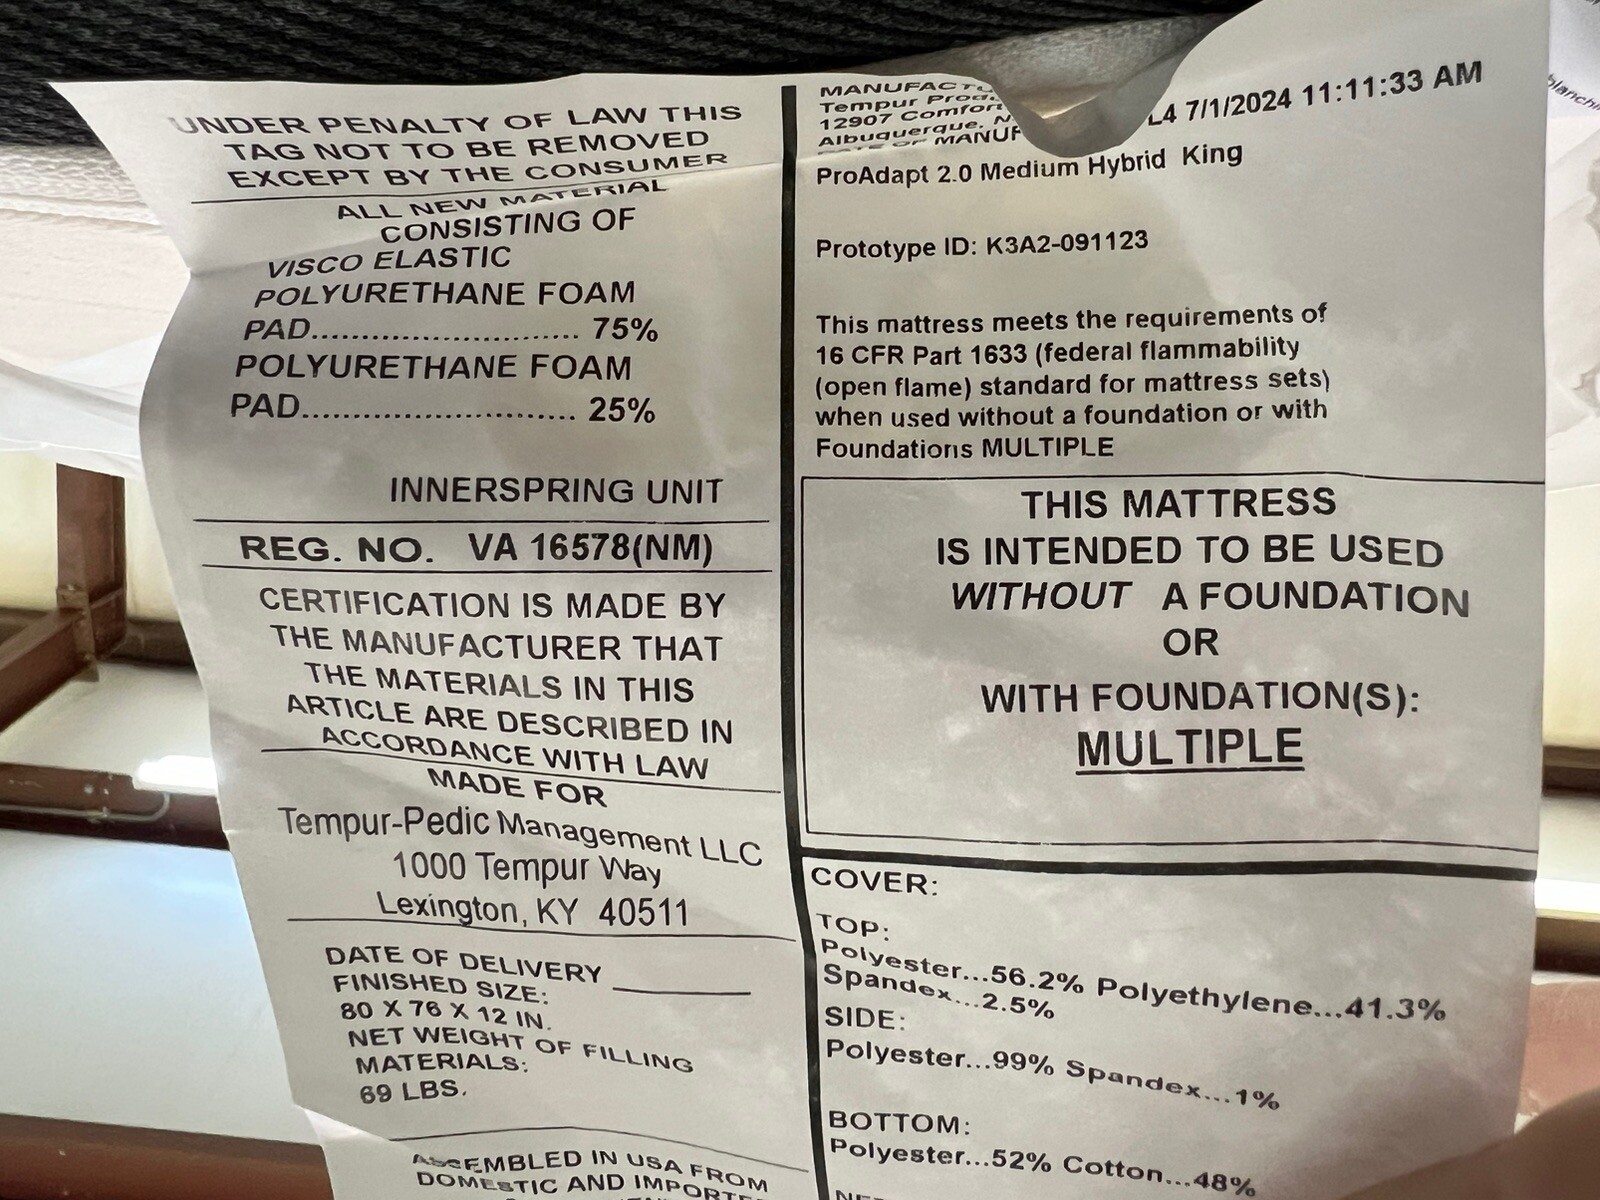 UNDER PENALTY OF LAW THIS
TAG NOT TO BE REMOVED
EXCEPT BY THE CONSUMER
ALL NEW MATERIAL
CONSISTING OF
VISCO ELASTIC
POLYURETHANE FOAM
PAD............................ 75%
POLYURETHANE FOAM
PAD............................ 25%
INNERSPRING UNIT
REG. NO. VA 16578(NM)
CERTIFICATION IS MADE BY
THE MANUFACTURER THAT
THE MATERIALS IN THIS
ARTICLE ARE DESCRIBED IN
ACCORDANCE WITH LAW
MADE FOR
Tempur-Pedic Management LLC
1000 Tempur Way
Lexington, KY 40511
DATE OF DELIVERY
FINISHED SIZE:
80 X 76 X 12 IN.
NET WEIGHT OF FILLING
MATERIALS:
69 LBS.
ASSEMBLED IN USA FROM
DOMESTIC AND
Tempur
12907
Albuquerque,
L4 7/1/2024 11:11:33 AM
ProAdapt 2.0 Medium Hybrid King
Prototype ID: K3A2-091123
This mattress meets the requirements of
16 CFR Part 1633 (federal flammability
(open flame) standard for mattress sets)
when used without a foundation or with
Foundations MULTIPLE
THIS MATTRESS
IS INTENDED TO BE USED
WITHOUT A FOUNDATION
OR
WITH FOUNDATION(S):
MULTIPLE
COVER:
TOP:
Polyester...56.2% Polyethylene...41.3%
Spandex...2.5%
SIDE:
Polyester...99% Spandex...1%
BOTTOM:
Polyester...52% Cotton...48%